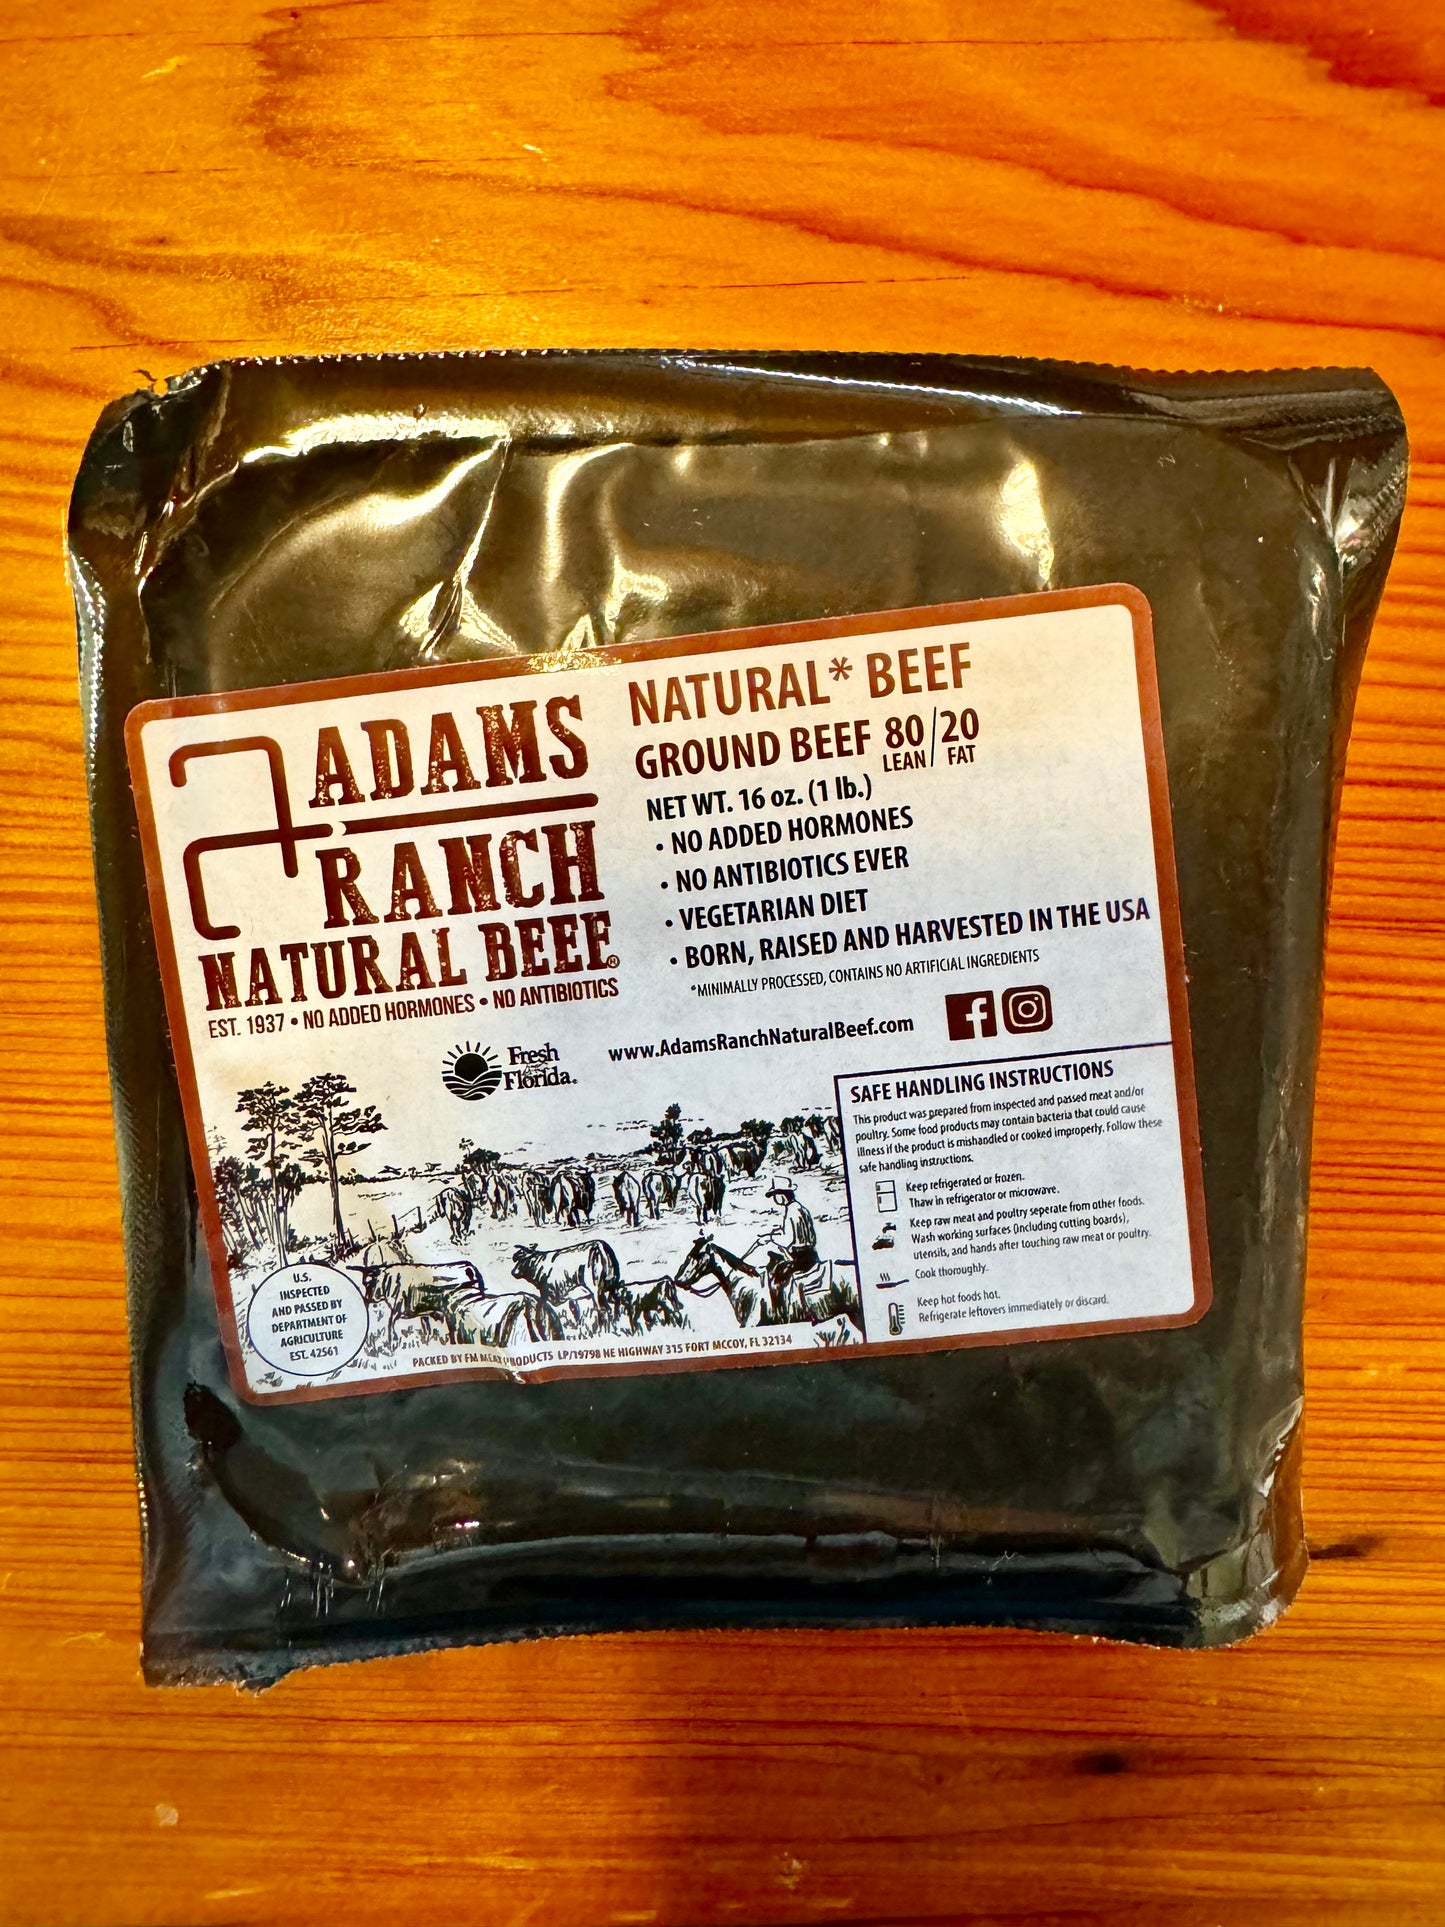 ADAMS
RANCH
NATURAL BEEF®
EST. 1937 • NO ADDED HORMONES • NO ANTIBIOTICS
NATURAL* BEEF
GROUND BEEF 80/20
LEAN FAT
NET WT. 16 oz. (1 lb.)
• NO ADDED HORMONES
• NO ANTIBIOTICS EVER
• VEGETARIAN DIET
• BORN, RAISED AND HARVESTED IN THE USA
*MINIMALLY PROCESSED, CONTAINS NO ARTIFICIAL INGREDIENTS
Fresh
From
Florida®
www.AdamsRanchNaturalBeef.com
SAFE HANDLING INSTRUCTIONS
This product was prepared from inspected and passed meat and/or
poultry. Some food products may contain bacteria that could cause
illness if the product is mishandled or cooked improperly. Follow these
safe handling instructions.
Keep refrigerated or frozen.
Thaw in refrigerator or microwave.
Keep raw meat and poultry seperate from other foods.
Wash working surfaces (including cutting boards),
utensils, and hands after touching raw meat or poultry.
Cook thoroughly.
Keep hot foods hot.
Refrigerate leftovers immediately or discard.
U.S.
INSPECTED
AND PASSED BY
DEPARTMENT OF
AGRICULTURE
EST. 42561
PACKED BY FM MEAT PRODUCTS LP/19798 NE HIGHWAY 315 FORT MCCOY, FL 32134